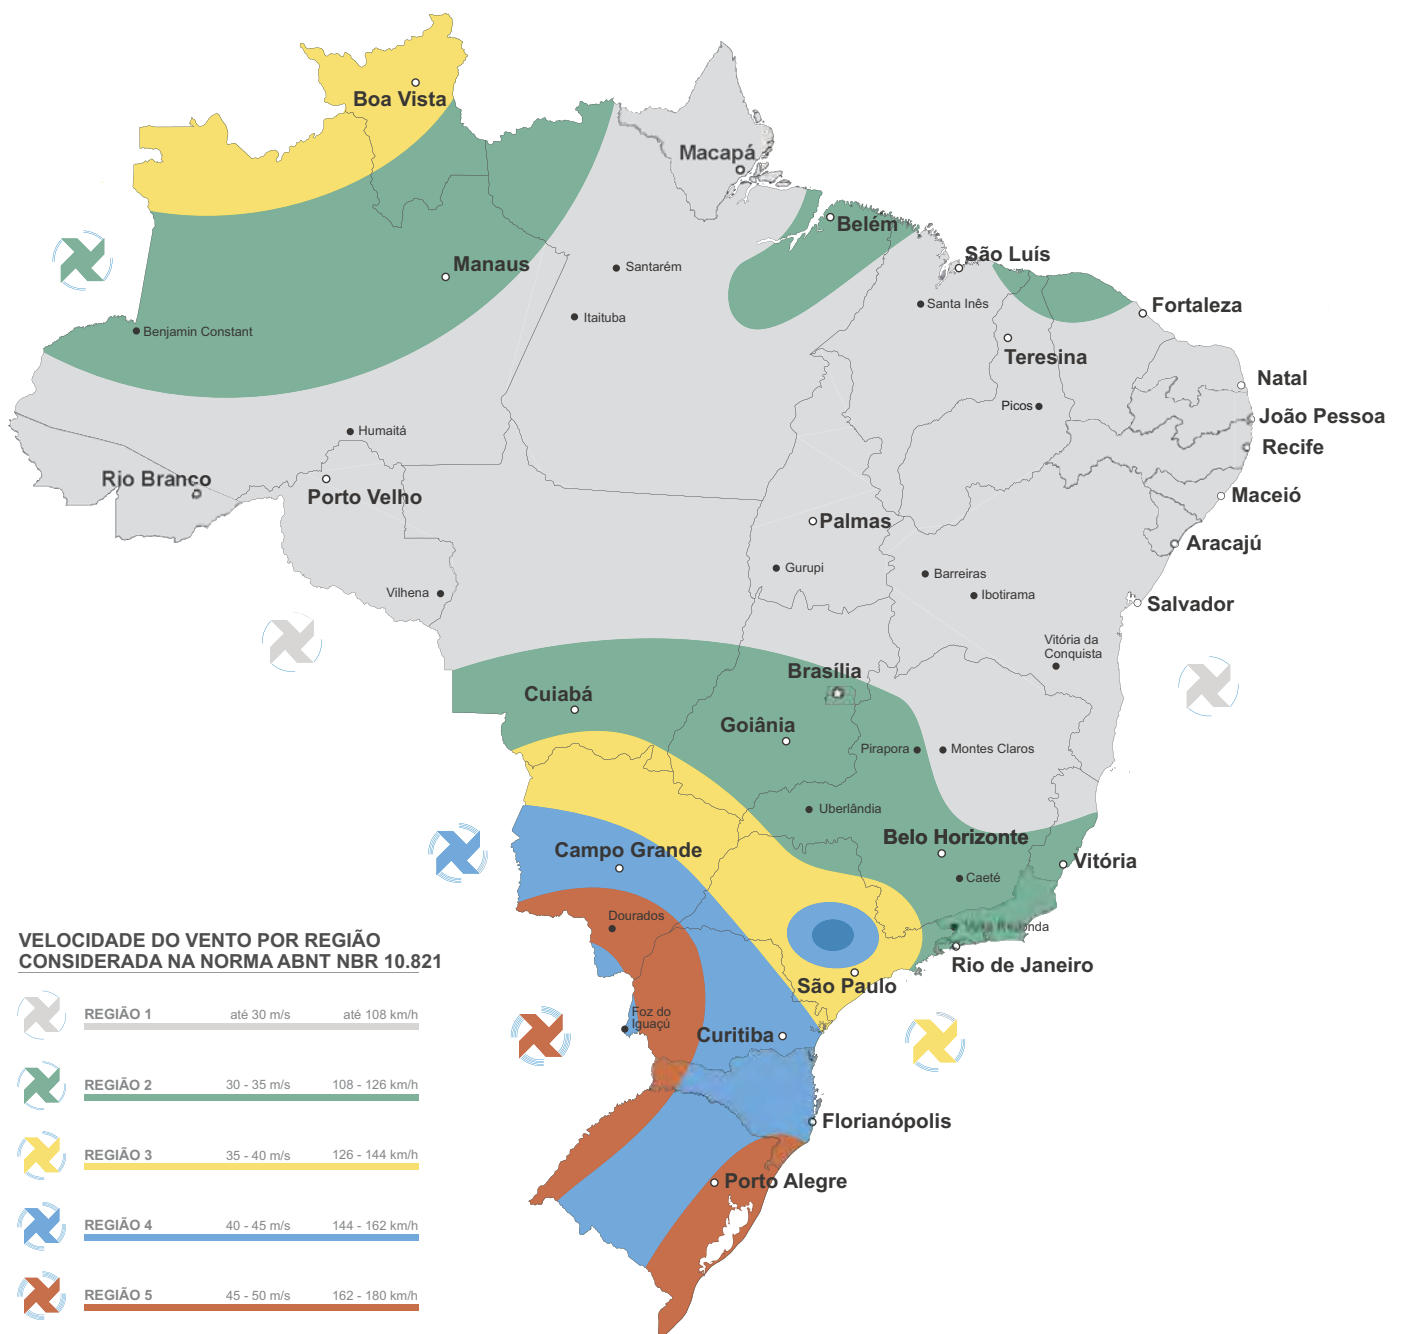 Boa Vista
Macapá
Belém
Manaus
São Luís
Santarém
Santa Inês
Fortaleza
Itaituba
Benjamin Constant
Teresina
Natal
Picos
João Pessoa
Humaitá
Recife
Rio Branco
Porto Velho
Maceió
Palmas
Aracajú
Gurupi
Barreiras
Vilhena
Ibotirama
Salvador
Vitória da
Conquista
Brasília
Cuiabá
Goiânia
Pirapora
Montes Claros
Uberlândia
Belo Horizonte
Campo Grande
Vitória
Caeté
Dourados
Rio de Janeiro
São Paulo
Foz do
Iguaçú
Curitiba
Florianópolis
Porto Alegre
VELOCIDADE DO VENTO POR REGIÃO
CONSIDERADA NA NORMA ABNT NBR 10.821
REGIÃO 1 até 30 m/s até 108 km/h
REGIÃO 2 30 - 35 m/s 108 - 126 km/h
REGIÃO 3 35 - 40 m/s 126 - 144 km/h
REGIÃO 4 40 - 45 m/s 144 - 162 km/h
REGIÃO 5 45 - 50 m/s 162 - 180 km/h